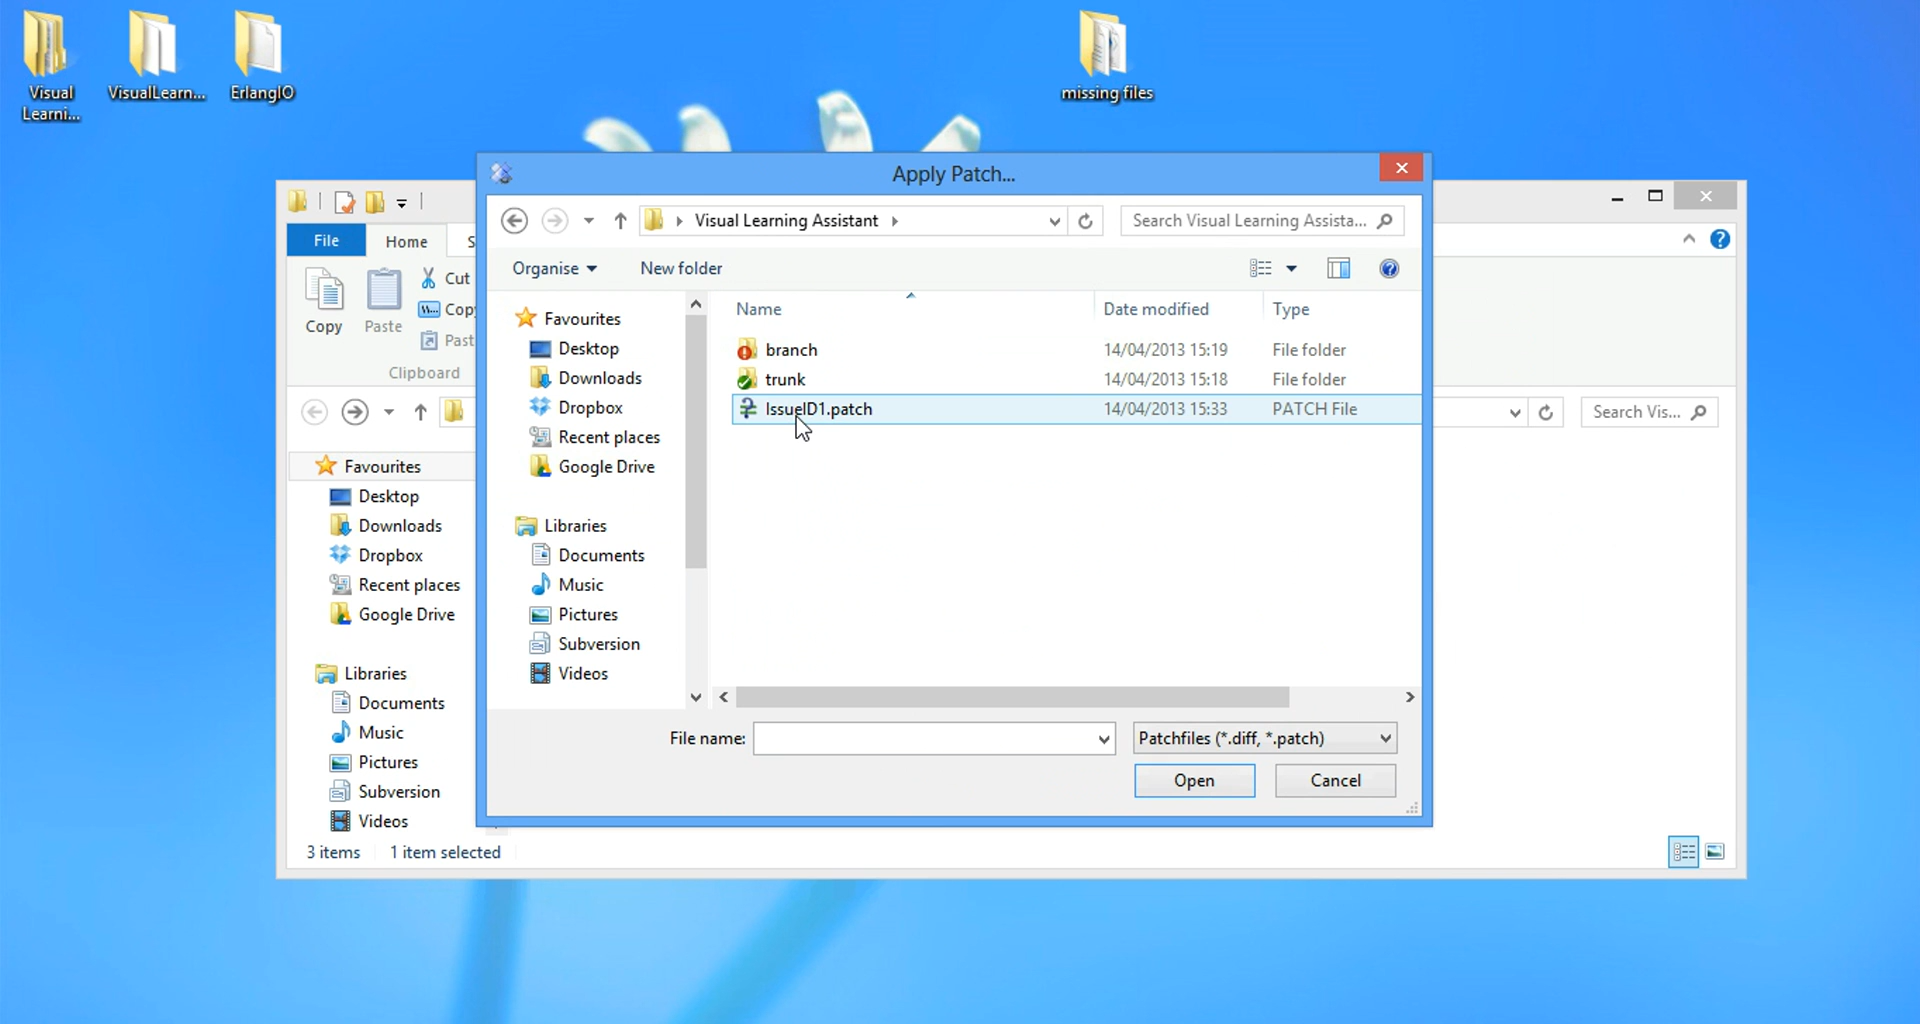 Visual
Learni...
VisualLearn...
ErlangIO
missing files
Apply Patch...
Visual Learning Assistant
Search Visual Learning Assista...
Organise
New folder
Favourites
Desktop
Downloads
Dropbox
Recent places
Google Drive
Libraries
Documents
Music
Pictures
Subversion
Videos
Name
Date modified
Type
branch
14/04/2013 15:19
File folder
trunk
14/04/2013 15:18
File folder
IssueID1.patch
14/04/2013 15:33
PATCH File
File name:
Patchfiles (*.diff, *.patch)
Open
Cancel
File
Home
S
Copy
Paste
Cut
Copy
Past
Clipboard
Search Vis...
Favourites
Desktop
Downloads
Dropbox
Recent places
Google Drive
Libraries
Documents
Music
Pictures
Subversion
Videos
3 items
1 item selected